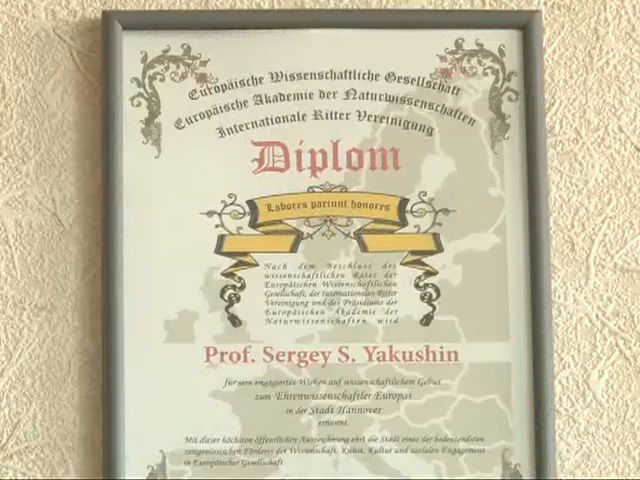 Europäische Wissenschaftliche Gesellschaft
Europäische Akademie der Naturwissenschaften
Internationale Ritter Vereinigung
Diplom
Labores pariunt honores
Nach dem Beschluss des
wissenschaftlichen Rates der
Europäischen Wissenschaftlichen
Gesellschaft, der Internationalen Ritter
Vereinigung und des Präsidiums der
Europäischen Akademie der
Naturwissenschaften wird
Prof. Sergey S. Yakushin
für sein engagiertes Wirken auf wissenschaftlichem Gebiet
zum Ehrenwissenschaftler Europas
in der Stadt Hannover
ernannt.
Mit dieser höchsten öffentlichen Auszeichnung ehrt die Stadt eines der bedeutendsten
zeitgenössischen Förderer der Wissenschaft, Kunst, Kultur und sozialen Engagement
in Europäischer Gesellschaft.